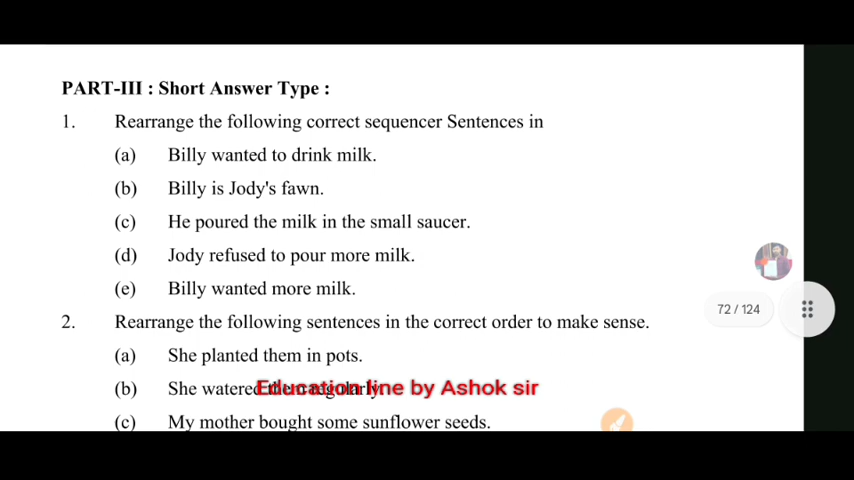 PART-III : Short Answer Type :
1. Rearrange the following correct sequencer Sentences in
(a) Billy wanted to drink milk.
(b) Billy is Jody's fawn.
(c) He poured the milk in the small saucer.
(d) Jody refused to pour more milk.
(e) Billy wanted more milk.
72 / 124
2. Rearrange the following sentences in the correct order to make sense.
(a) She planted them in pots.
(b) She watered them regularly.
Education line by Ashok sir
(c) My mother bought some sunflower seeds.